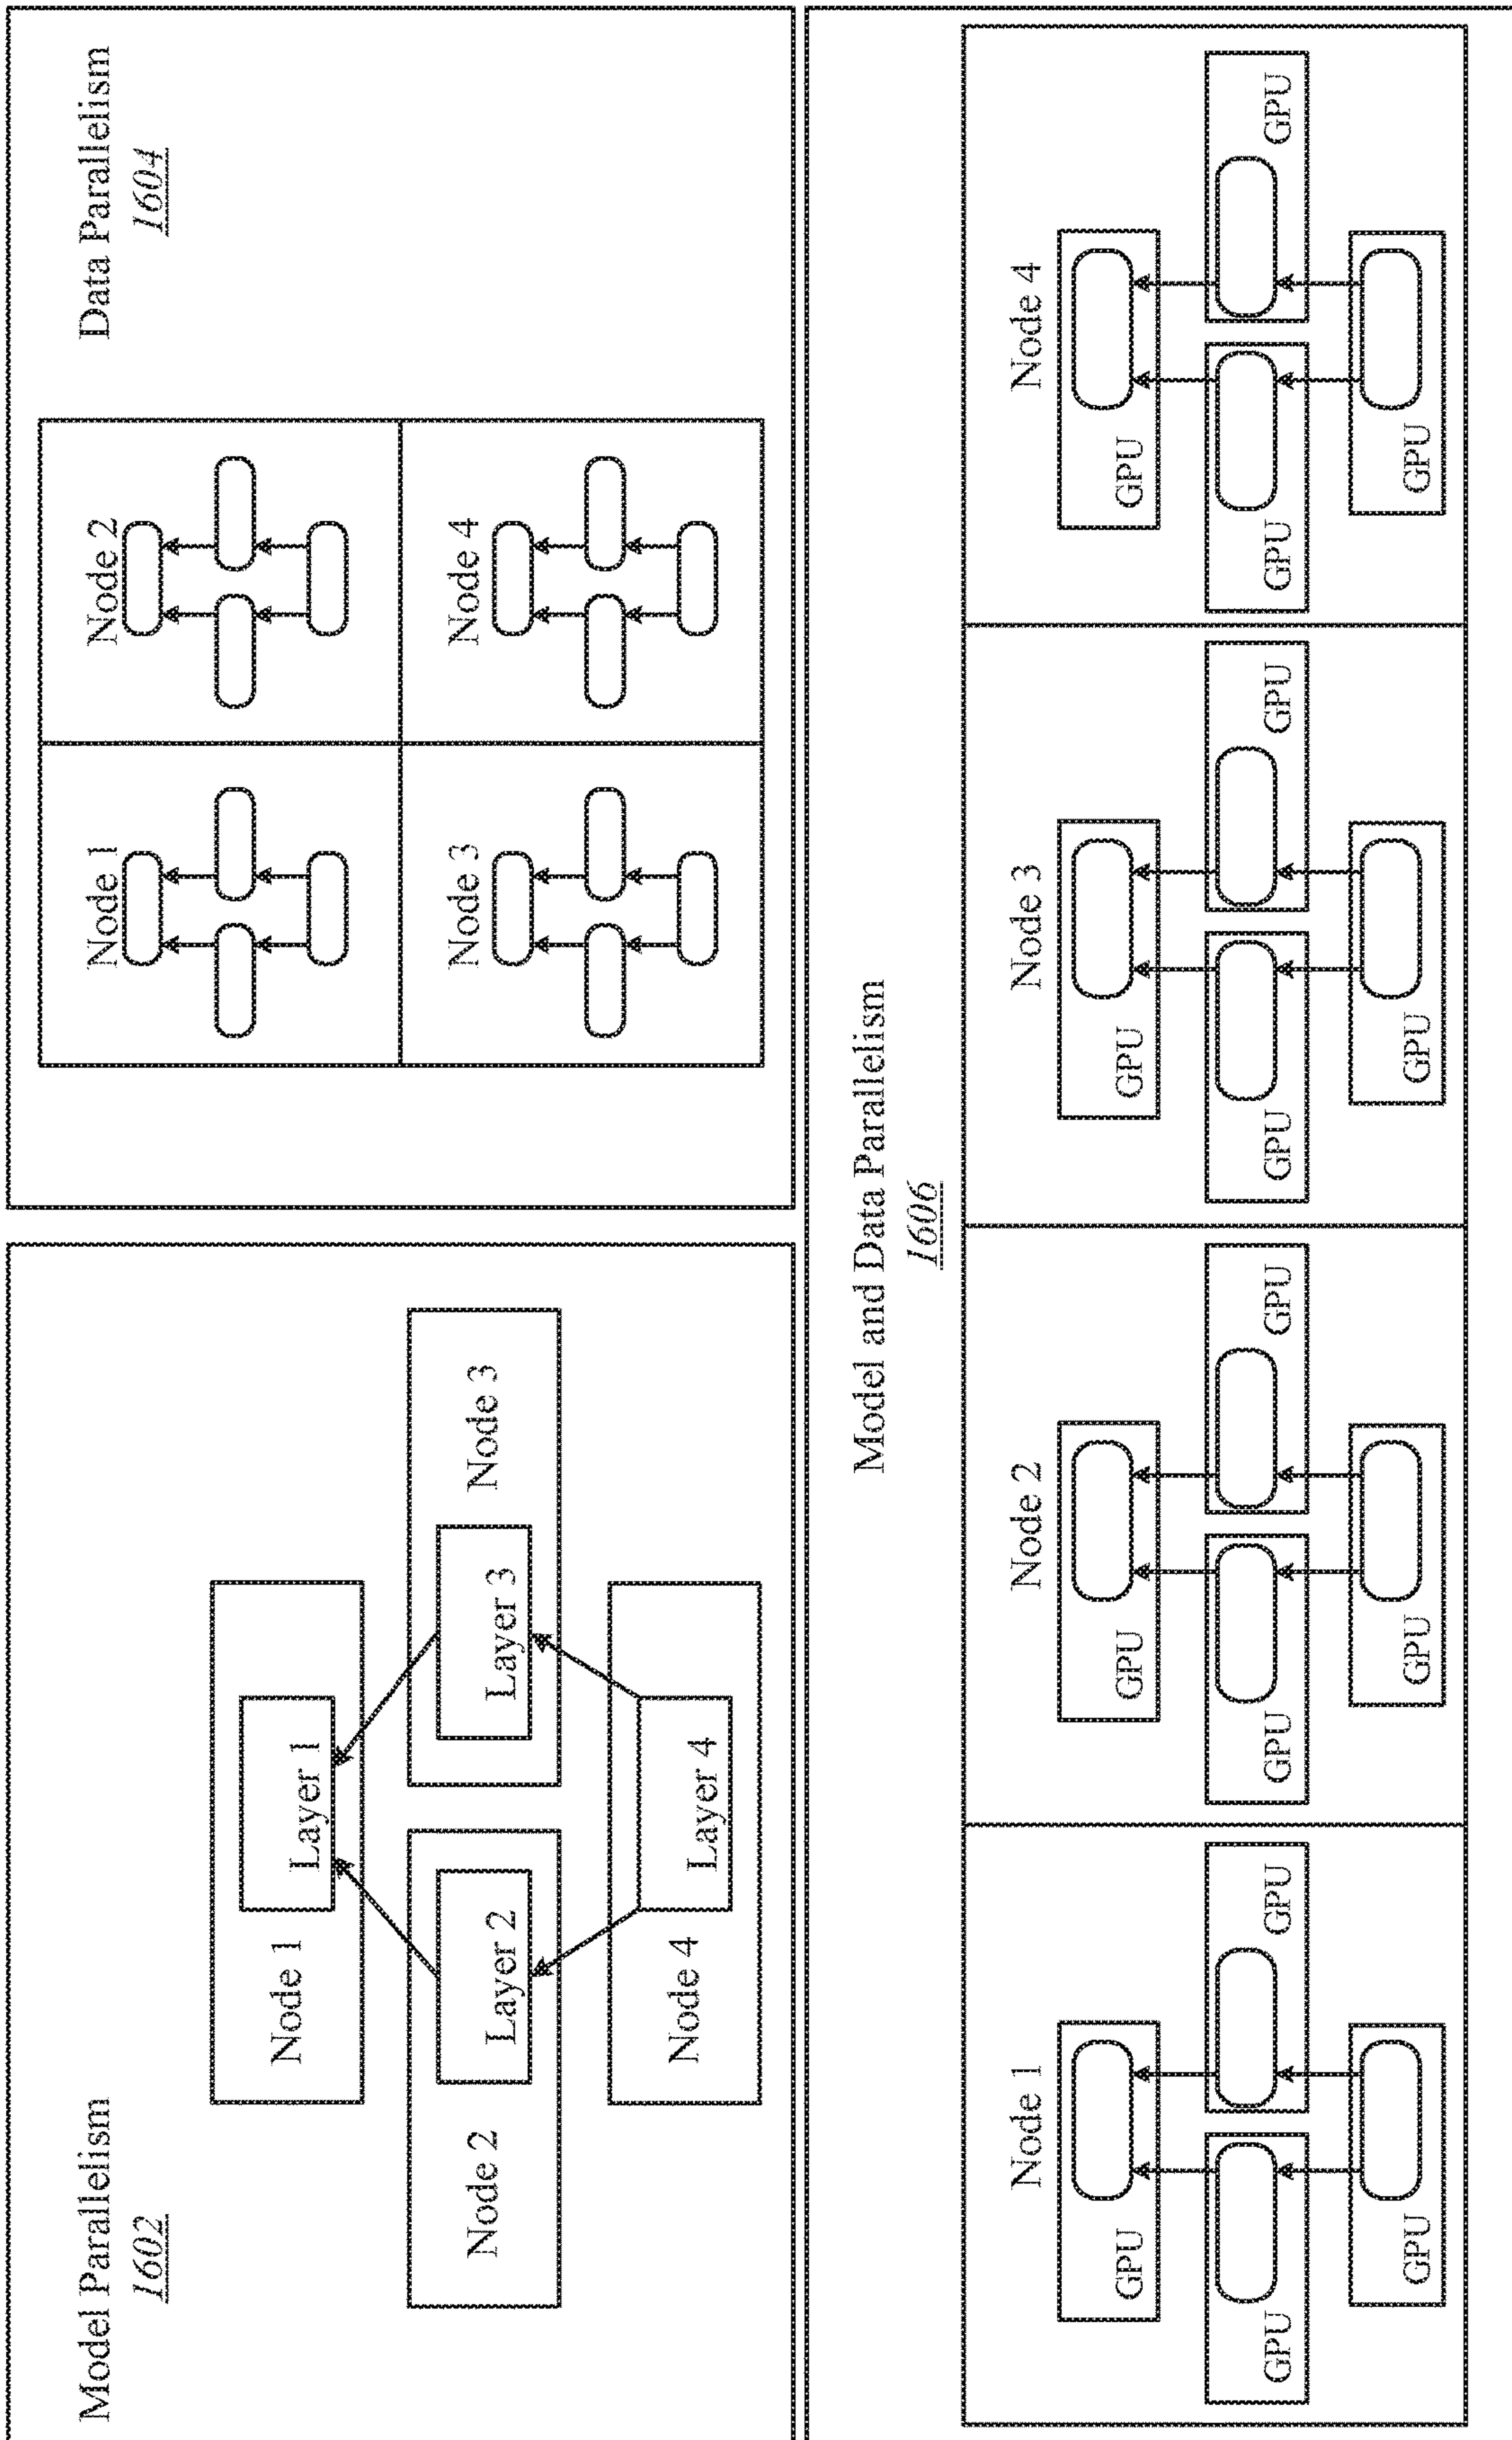 Model Parallelism
1602
Node 1
Layer 1
Node 2
Layer 2
Layer 3
Node 3
Node 4
Layer 4
Data Parallelism
1604
Node 1
Node 2
Node 3
Node 4
Model and Data Parallelism
1606
Node 1
GPU
GPU
GPU
GPU
Node 2
GPU
GPU
GPU
GPU
Node 3
GPU
GPU
GPU
GPU
Node 4
GPU
GPU
GPU
GPU